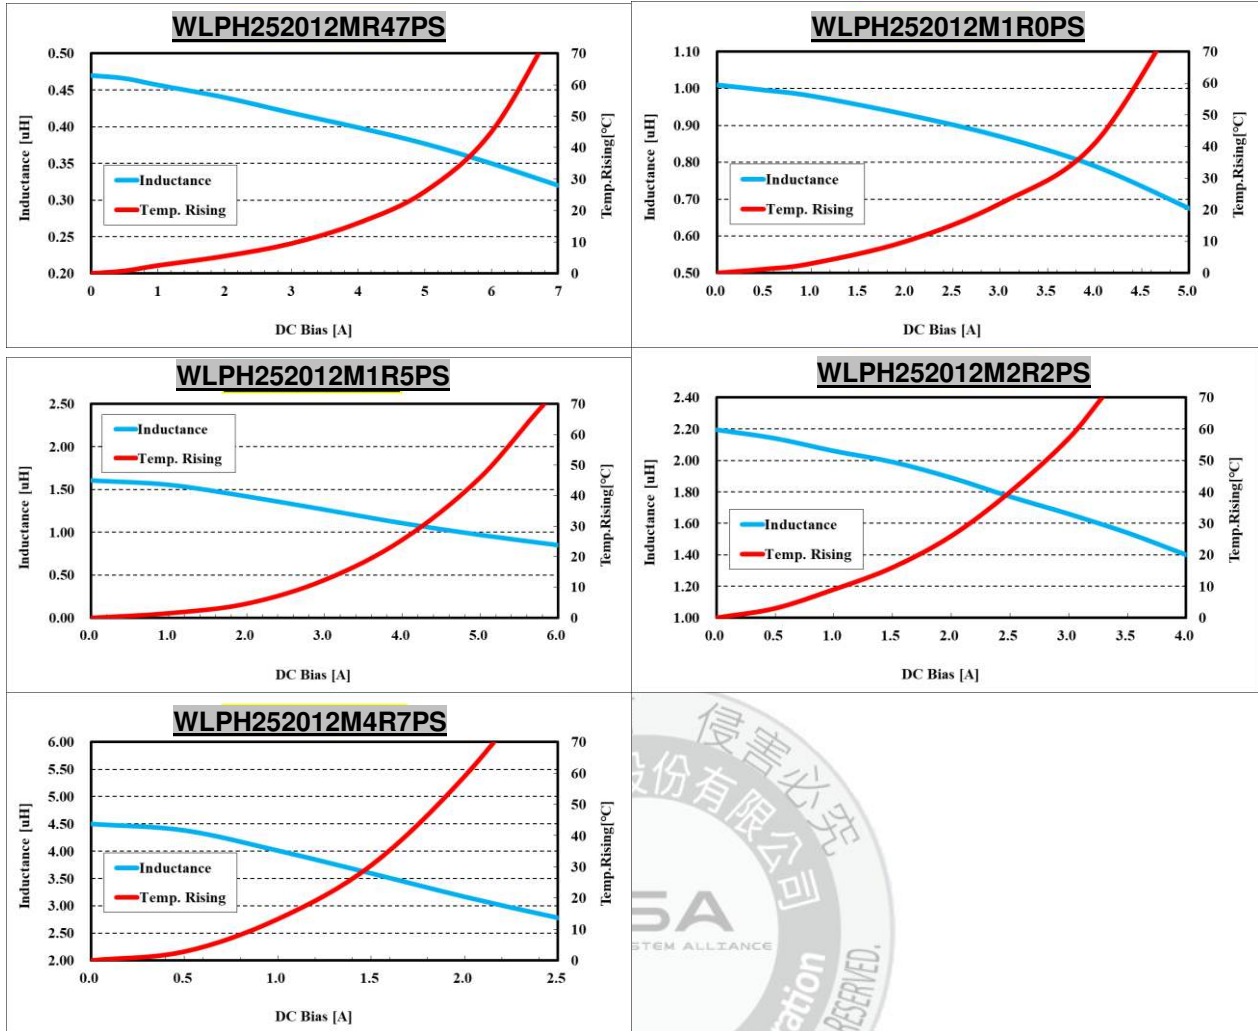 WLPH252012MR47PS
0.50
0.45
0.40
0.35
0.30
0.25
0.20
Inductance [uH]
70
60
50
40
30
20
10
0
Temp.Rising[°C]
Inductance
Temp. Rising
0 1 2 3 4 5 6 7
DC Bias [A]
WLPH252012M1R0PS
1.10
1.00
0.90
0.80
0.70
0.60
0.50
Inductance [uH]
70
60
50
40
30
20
10
0
Temp.Rising[°C]
Inductance
Temp. Rising
0.0 0.5 1.0 1.5 2.0 2.5 3.0 3.5 4.0 4.5 5.0
DC Bias [A]
WLPH252012M1R5PS
2.50
2.00
1.50
1.00
0.50
0.00
Inductance [uH]
70
60
50
40
30
20
10
0
Temp.Rising[°C]
Inductance
Temp. Rising
0.0 1.0 2.0 3.0 4.0 5.0 6.0
DC Bias [A]
WLPH252012M2R2PS
2.40
2.20
2.00
1.80
1.60
1.40
1.20
1.00
Inductance [uH]
70
60
50
40
30
20
10
0
Temp.Rising[°C]
Inductance
Temp. Rising
0.0 0.5 1.0 1.5 2.0 2.5 3.0 3.5 4.0
DC Bias [A]
WLPH252012M4R7PS
6.00
5.50
5.00
4.50
4.00
3.50
3.00
2.50
2.00
Inductance [uH]
70
60
50
40
30
20
10
0
Temp.Rising[°C]
Inductance
Temp. Rising
0.0 0.5 1.0 1.5 2.0 2.5
DC Bias [A]
侵害必究
份有限公司
SA
STEM ALLIANCE
ration
RESERVED.